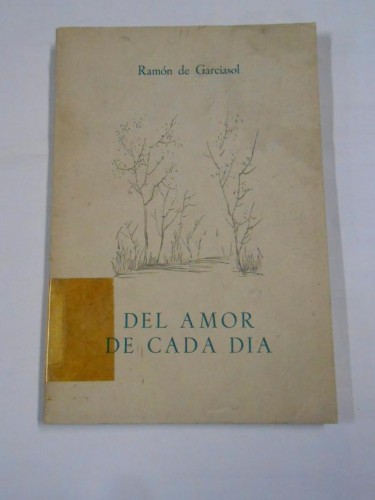 Ramón de Garciasol
DEL AMOR
DE CADA DIA